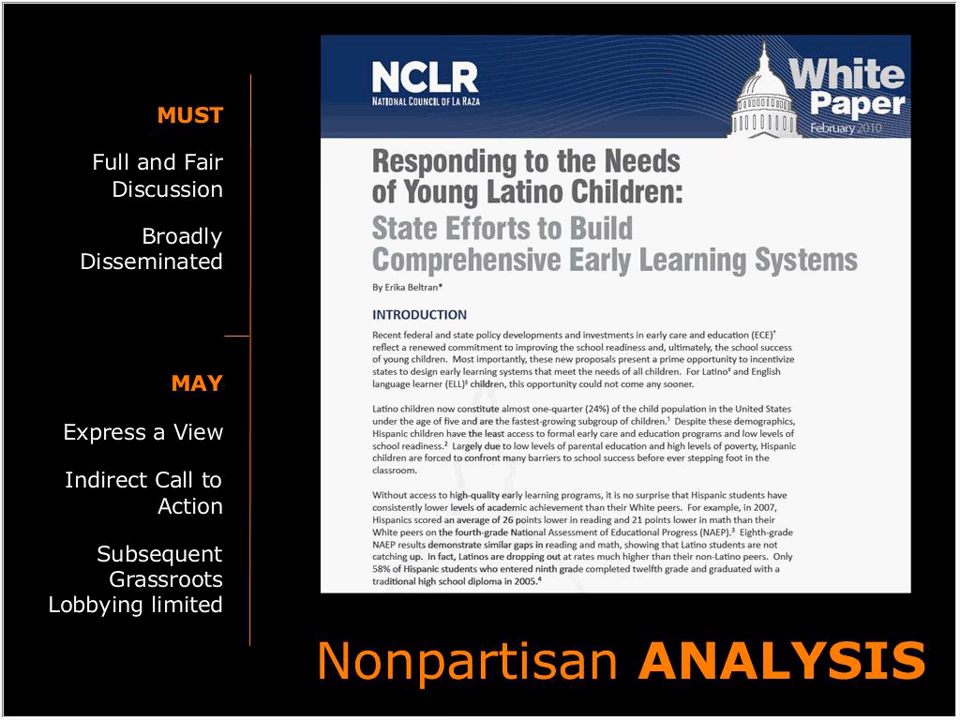 MUST
Full and Fair
Discussion
Broadly
Disseminated
MAY
Express a View
Indirect Call to
Action
Subsequent
Grassroots
Lobbying limited
NCLR
NATIONAL COUNCIL OF LA RAZA
White
Paper
February 2010
Responding to the Needs
of Young Latino Children:
State Efforts to Build
Comprehensive Early Learning Systems
By Erika Beltran*
INTRODUCTION
Recent federal and state policy developments and investments in early care and education (ECE)†
reflect a renewed commitment to improving the school readiness and, ultimately, the school success
of young children. Most importantly, these new proposals present a prime opportunity to incentivize
states to design early learning systems that meet the needs of all children. For Latino‡ and English
language learner (ELL)§ children, this opportunity could not come any sooner.
Latino children now constitute almost one-quarter (24%) of the child population in the United States
under the age of five and are the fastest-growing subgroup of children.1 Despite these demographics,
Hispanic children have the least access to formal early care and education programs and low levels of
school readiness.2 Largely due to low levels of parental education and high levels of poverty, Hispanic
children are forced to confront many barriers to school success before ever stepping foot in the
classroom.
Without access to high-quality early learning programs, it is no surprise that Hispanic students have
consistently lower levels of academic achievement than their White peers. For example, in 2007,
Hispanics scored an average of 26 points lower in reading and 21 points lower in math than their
White peers on the fourth-grade National Assessment of Educational Progress (NAEP).3 Eighth-grade
NAEP results demonstrate similar gaps in reading and math, showing that Latino students are not
catching up. In fact, Latinos are dropping out at rates much higher than their non-Latino peers. Only
58% of Hispanic students who entered ninth grade completed twelfth grade and graduated with a
traditional high school diploma in 2005.4
Nonpartisan ANALYSIS